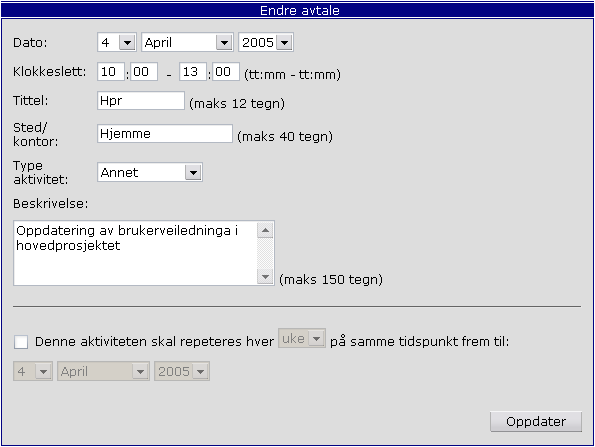 Endre avtale
Dato: 4 April 2005
Klokkeslett: 10 : 00 - 13 : 00 (tt:mm - tt:mm)
Tittel: Hpr (maks 12 tegn)
Sted/
kontor: Hjemme (maks 40 tegn)
Type
aktivitet: Annet
Beskrivelse:
Oppdatering av brukerveiledninga i
hovedprosjektet
(maks 150 tegn)
Denne aktiviteten skal repeteres hver uke på samme tidspunkt frem til:
4 April 2005
Oppdater